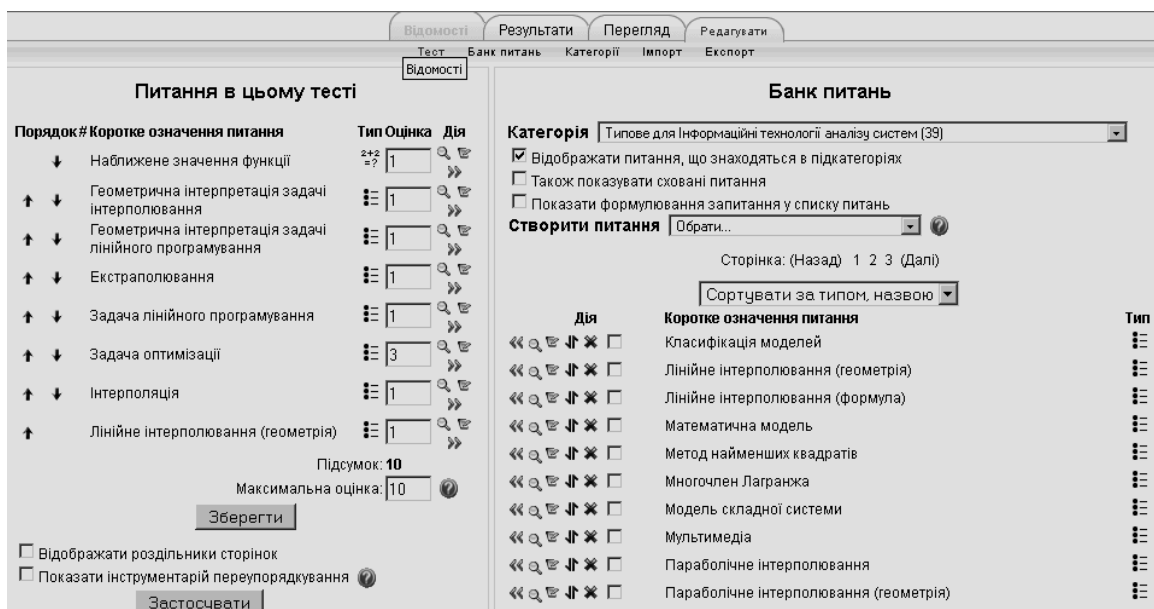 Відомості Результати Перегляд Редагувати
Тест Банк питань Категорії Імпорт Експорт
Відомості
Питання в цьому тесті
Порядок # Коротке означення питання Тип Оцінка Дія
Наближене значення функції 2+2=? 1
Геометрична інтерпретація задачі
інтерполювання 1
Геометрична інтерпретація задачі
лінійного програмування 1
Екстраполювання 1
Задача лінійного програмування 1
Задача оптимізації 3
Інтерполяція 1
Лінійне інтерполювання (геометрія) 1
Підсумок: 10
Максимальна оцінка: 10
Зберегти
Відображати роздільники сторінок
Показати інструментарій переупорядкування
Застосувати
Банк питань
Категорія Типове для Інформаційні технології аналізу систем (39)
Відображати питання, що знаходяться в підкатегоріях
Також показувати сховані питання
Показати формулювання запитання у списку питань
Створити питання Обрати...
Сторінка: (Назад) 1 2 3 (Далі)
Сортувати за типом, назвою
Дія Коротке означення питання Тип
Класифікація моделей
Лінійне інтерполювання (геометрія)
Лінійне інтерполювання (формула)
Математична модель
Метод найменших квадратів
Многочлен Лагранжа
Модель складної системи
Мультимедіа
Параболічне інтерполювання
Параболічне інтерполювання (геометрія)